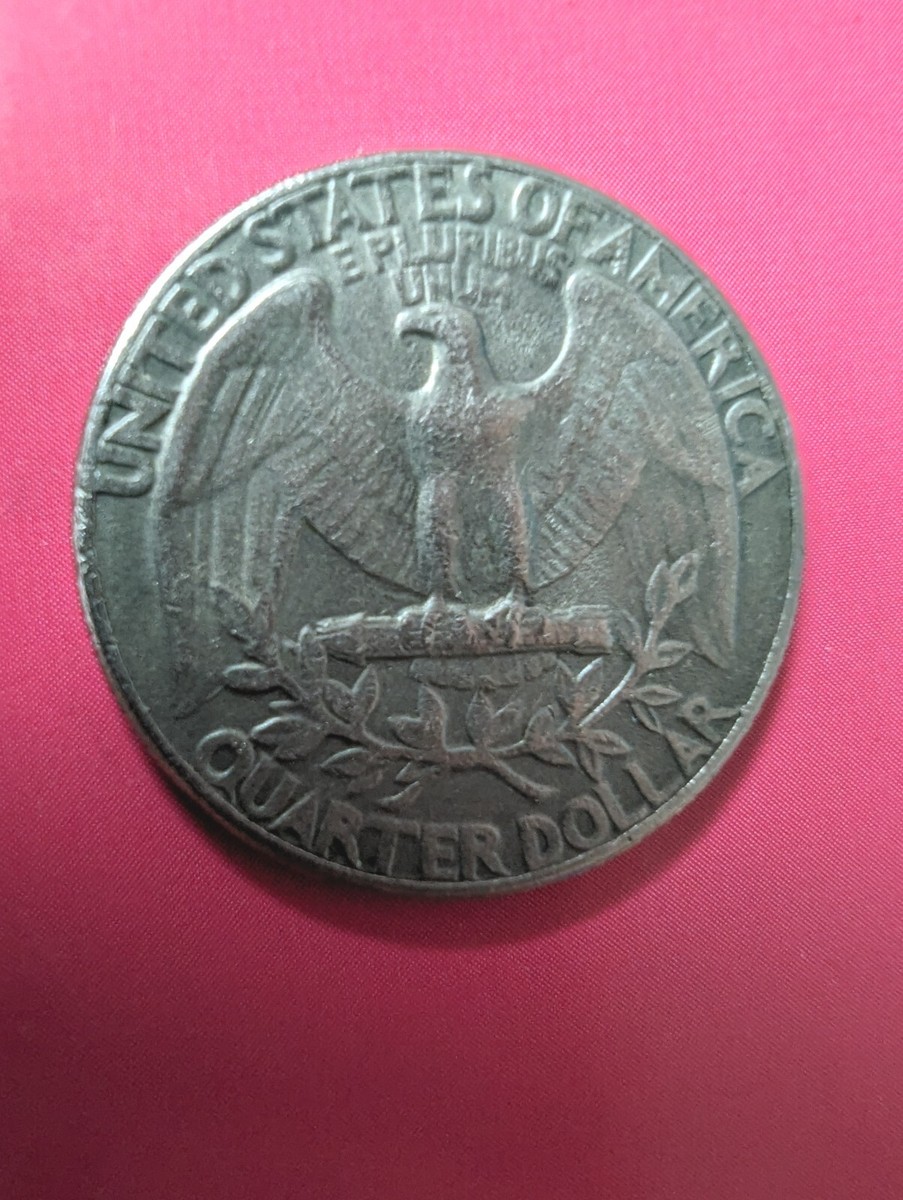 UNITED STATES OF AMERICA
E PLURIBUS
UNUM
QUARTER DOLLAR